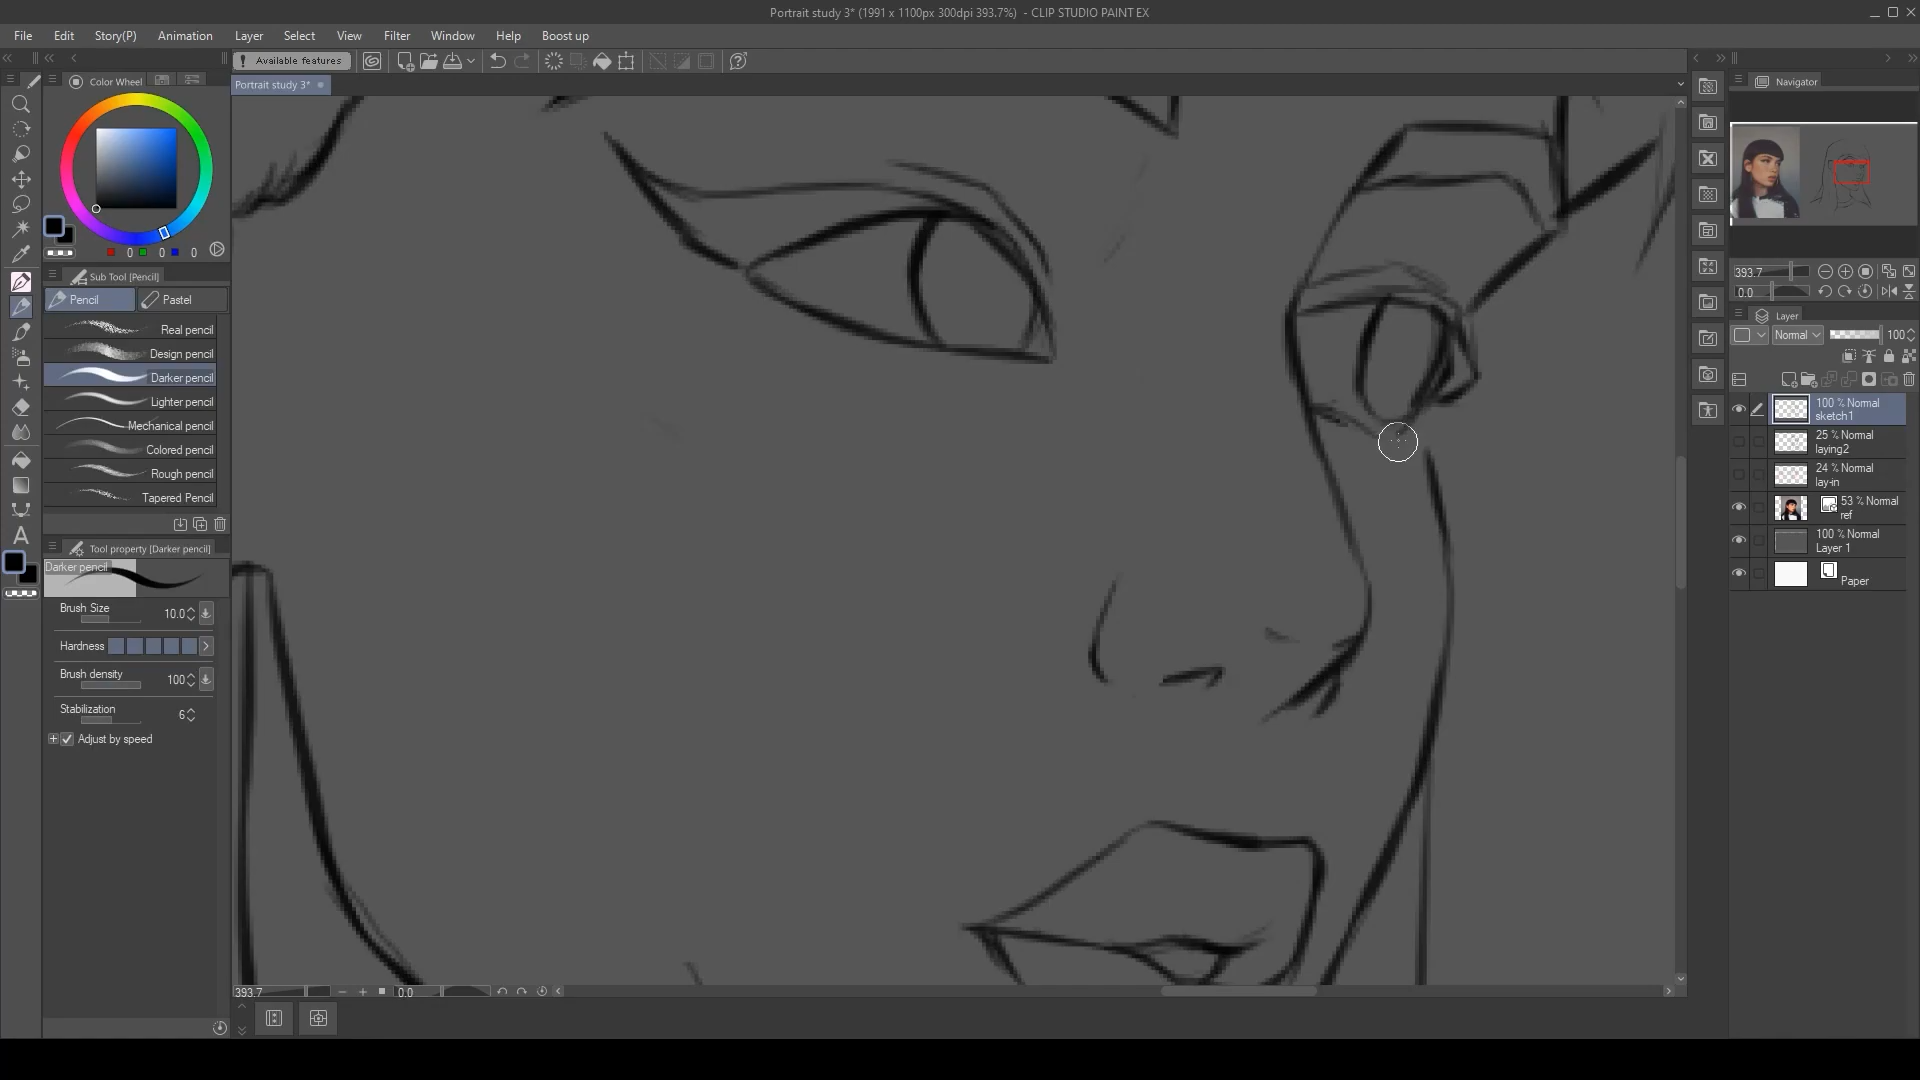 Portrait study 3* (1991 x 1100px 300dpi 393.7%) - CLIP STUDIO PAINT EX
File Edit Story(P) Animation Layer Select View Filter Window Help Boost up
! Available features
Portrait study 3*
Color Wheel
0 0 0
Sub Tool [Pencil]
Pencil Pastel
Real pencil
Design pencil
Darker pencil
Lighter pencil
Mechanical pencil
Colored pencil
Rough pencil
Tapered Pencil
Tool property [Darker pencil]
Darker pencil
Brush Size 10.0
Hardness
Brush density 100
Stabilization 6
Adjust by speed
A
393.7 0.0
Navigator
393.7
0.0
Layer
Normal 100
100 % Normal
sketch1
25 % Normal
laying2
24 % Normal
lay-in
53 % Normal
ref
100 % Normal
Layer 1
Paper